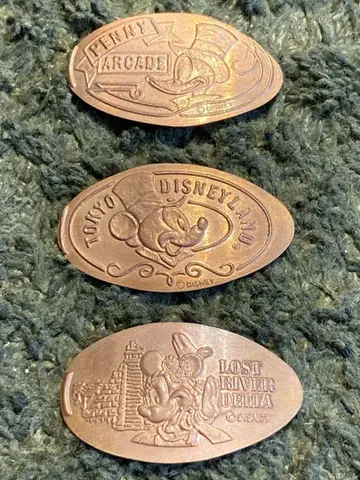 PENNY
ARCADE
© DISNEY
TOKYO DISNEYLAND
© DISNEY
LOST
RIVER
DELTA
© DISNEY